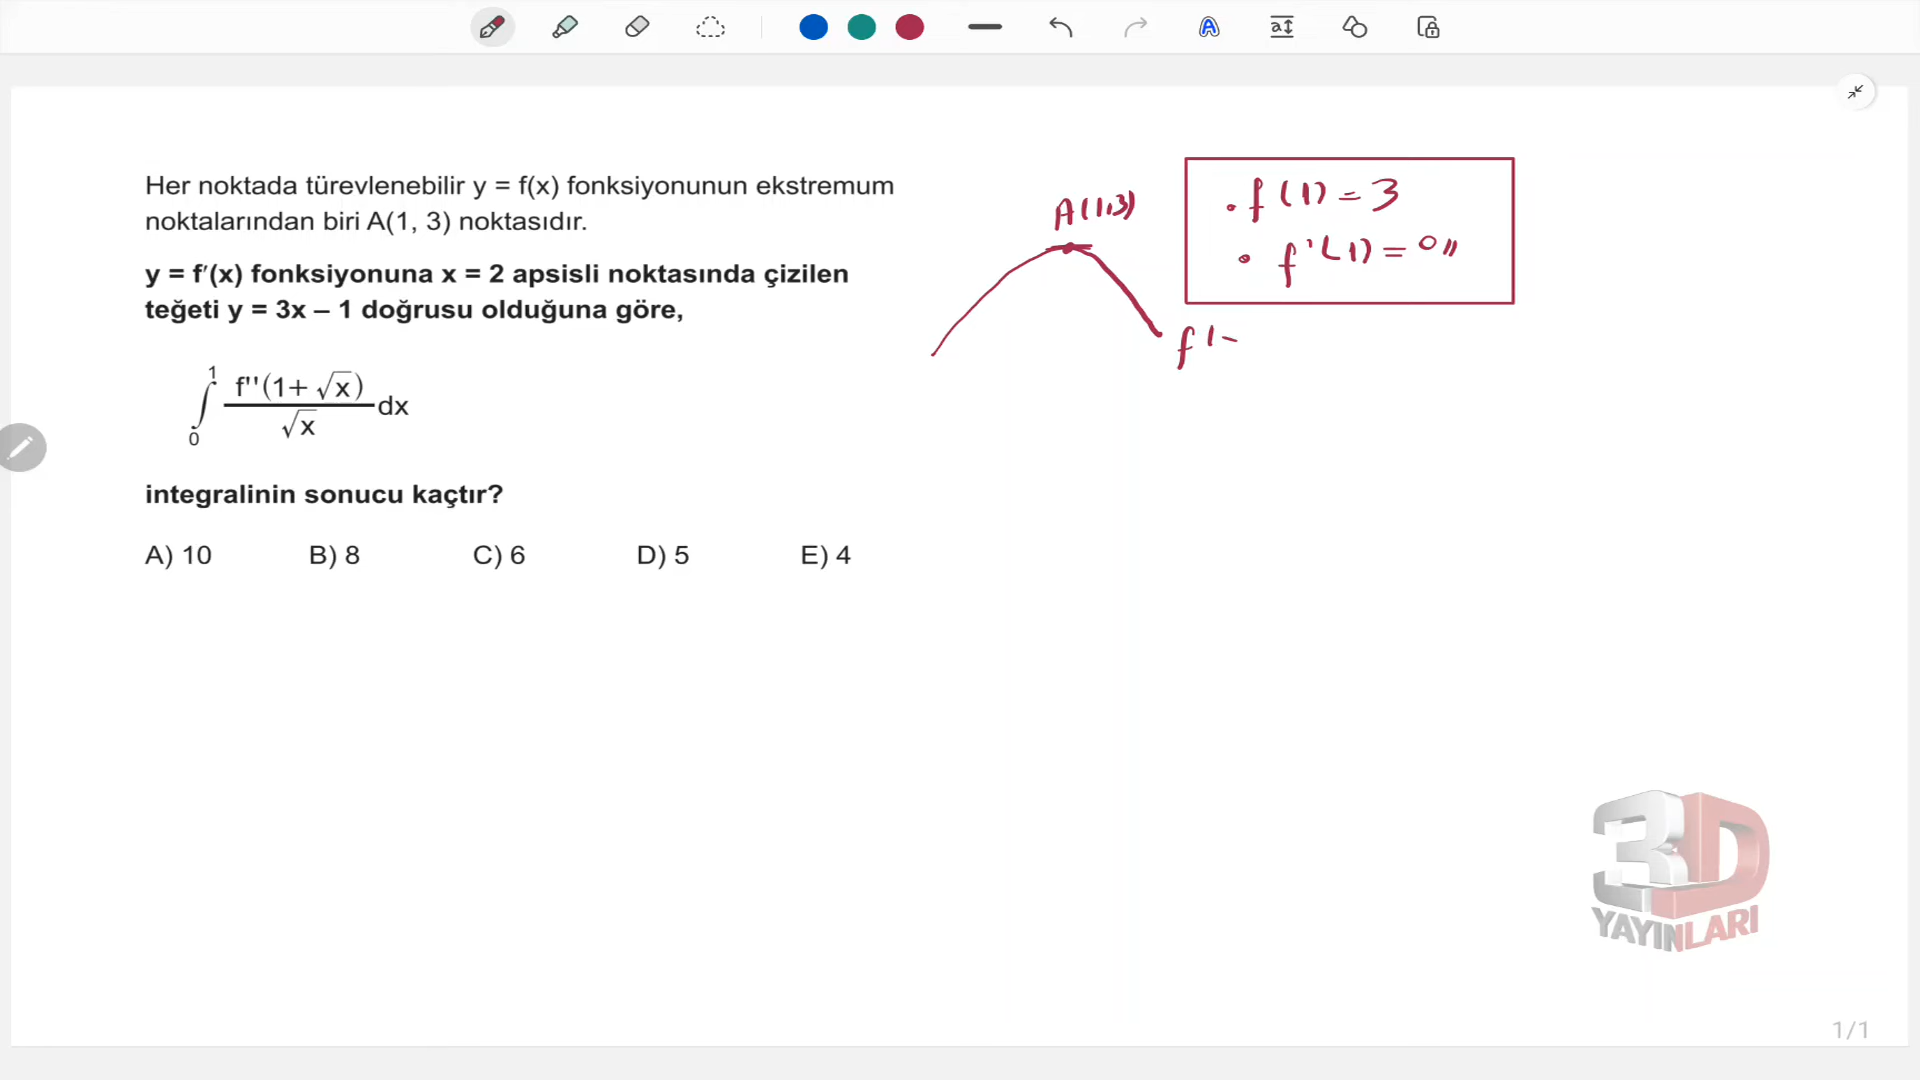 Her noktada türevlenebilir y = f(x) fonksiyonunun ekstremum
noktalarından biri A(1, 3) noktasıdır.
y = f'(x) fonksiyonuna x = 2 apsisli noktasında çizilen
teğeti y = 3x – 1 doğrusu olduğuna göre,
1
f''(1+ √x)
∫ dx
√x
0
integralinin sonucu kaçtır?
A) 10 B) 8 C) 6 D) 5 E) 4
A(1,3)
• f(1) = 3
• f'(1) = 0 //
3D
YAYINLARI
1/1